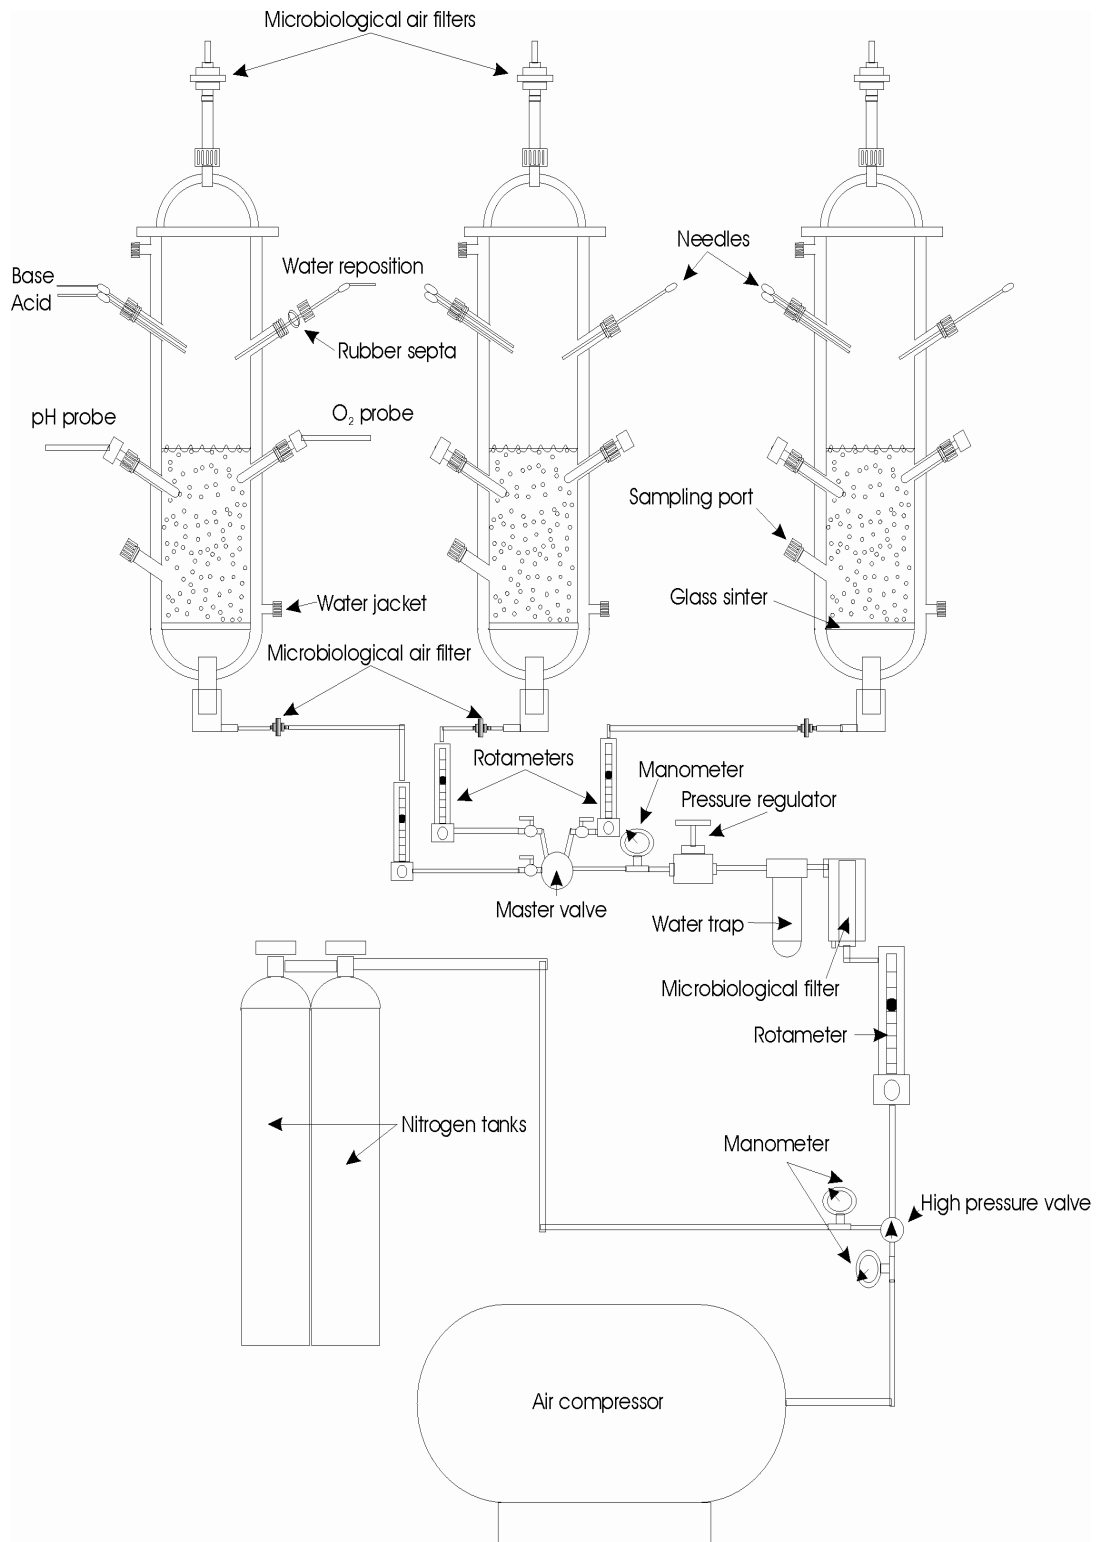 Microbiological air filters
Needles
Base
Acid
Water reposition
Rubber septa
pH probe
O₂ probe
Sampling port
Water jacket
Glass sinter
Microbiological air filter
Rotameters
Manometer
Pressure regulator
Master valve
Water trap
Microbiological filter
Rotameter
Nitrogen tanks
Manometer
High pressure valve
Air compressor